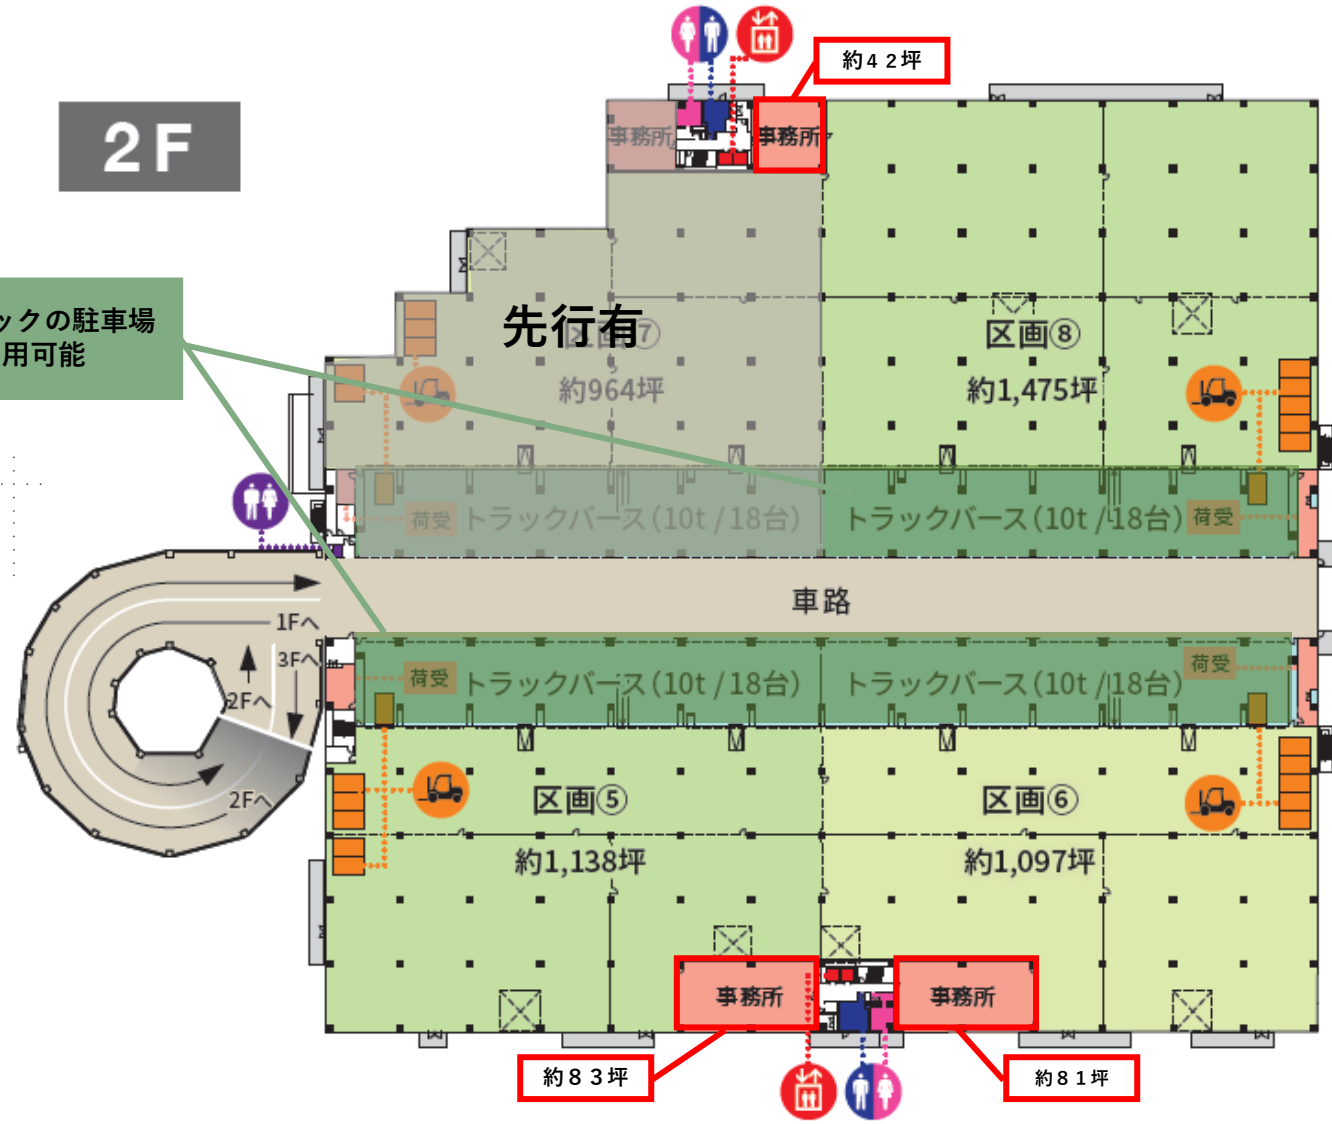 2F
約４２坪
事務所
事務所
ックの駐車場
用可能
先行有
区画⑦
約964坪
区画⑧
約1,475坪
荷受
トラックバース（10t / 18台）
トラックバース（10t / 18台）
荷受
車路
1Fへ
3Fへ
2Fへ
2Fへ
荷受
トラックバース（10t / 18台）
トラックバース（10t / 18台）
荷受
区画⑤
約1,138坪
区画⑥
約1,097坪
事務所
事務所
約８３坪
約８１坪